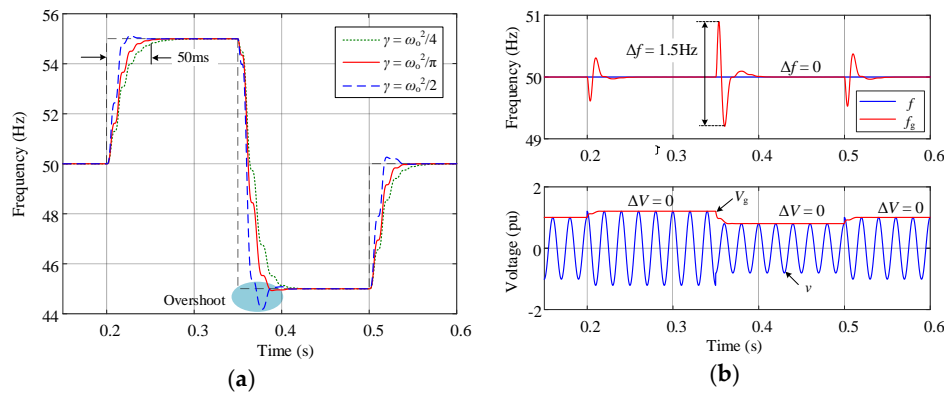 56
54
52
50
48
46
44
Frequency (Hz)
50ms
γ = ωₒ²/4
γ = ωₒ²/π
γ = ωₒ²/2
Overshoot
0.2
0.3
0.4
0.5
0.6
Time (s)
(a)
51
50
49
Frequency (Hz)
Δf = 1.5Hz
Δf = 0
f
f_g
0.2
0.3
0.4
0.5
0.6
2
0
-2
Voltage (pu)
ΔV = 0
V_g
ΔV = 0
ΔV = 0
v
0.2
0.3
0.4
0.5
0.6
Time (s)
(b)